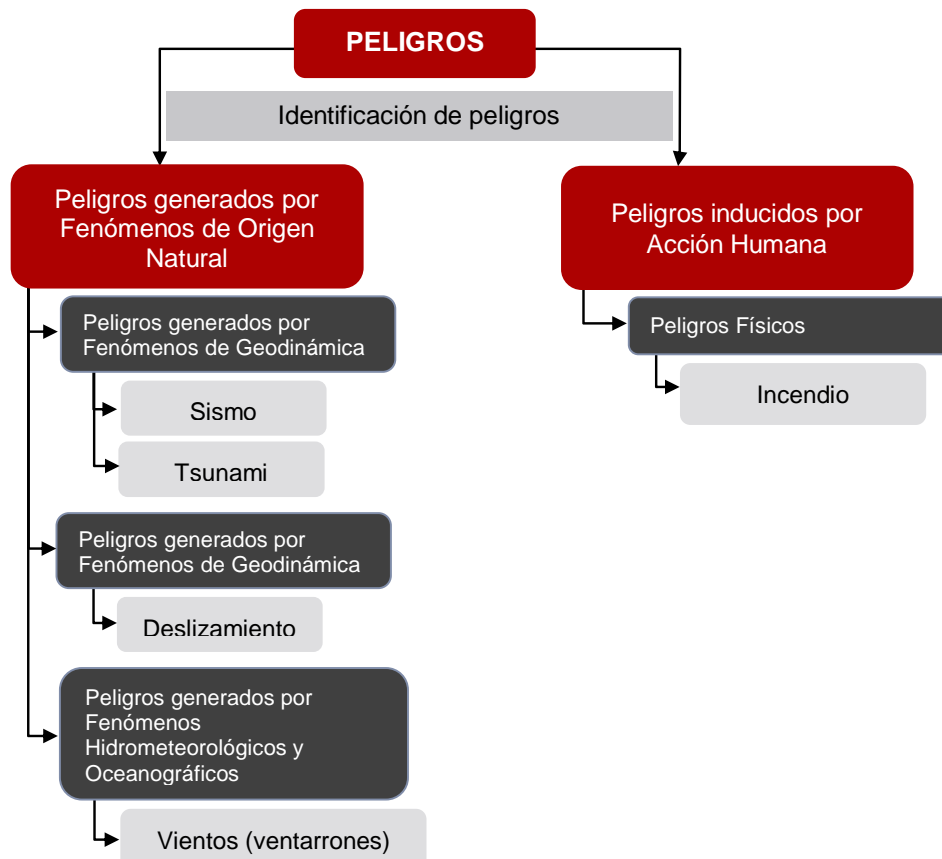 PELIGROS
Identificación de peligros
Peligros generados por
Fenómenos de Origen
Natural
Peligros generados por
Fenómenos de Geodinámica
Sismo
Tsunami
Peligros generados por
Fenómenos de Geodinámica
Deslizamiento
Peligros generados por
Fenómenos
Hidrometeorológicos y
Oceanográficos
Vientos (ventarrones)
Peligros inducidos por
Acción Humana
Peligros Físicos
Incendio